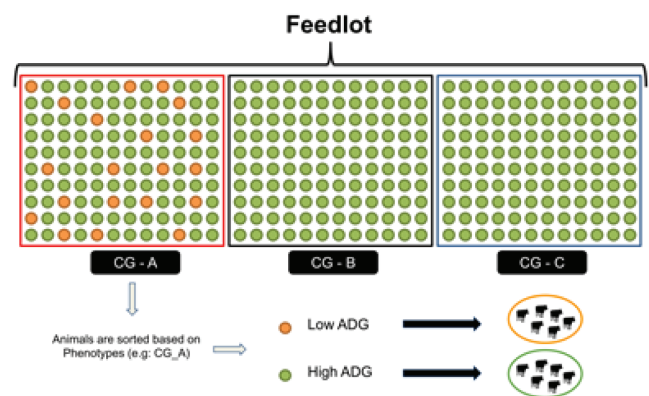 Feedlot
CG - A
CG - B
CG - C
Animals are sorted based on
Phenotypes (e.g: CG_A)
Low ADG
High ADG